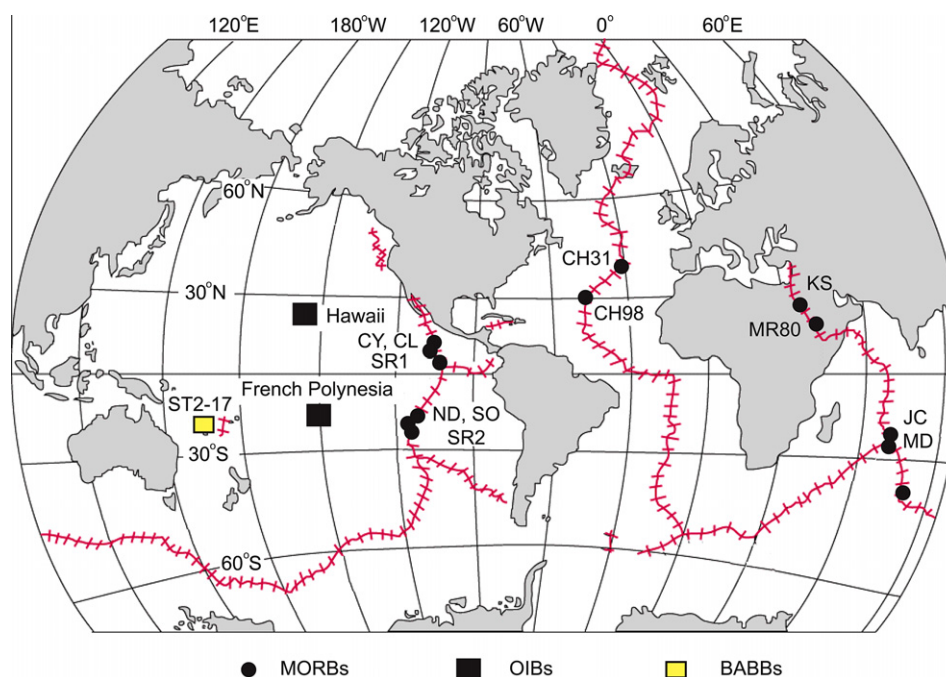 120°E 180°W 120°W 60°W 0° 60°E
60°N
CH31
30°N
KS
CH98
Hawaii
MR80
CY, CL
SR1
French Polynesia
ST2-17
ND, SO
JC
SR2
MD
30°S
60°S
MORBs OIBs BABBs